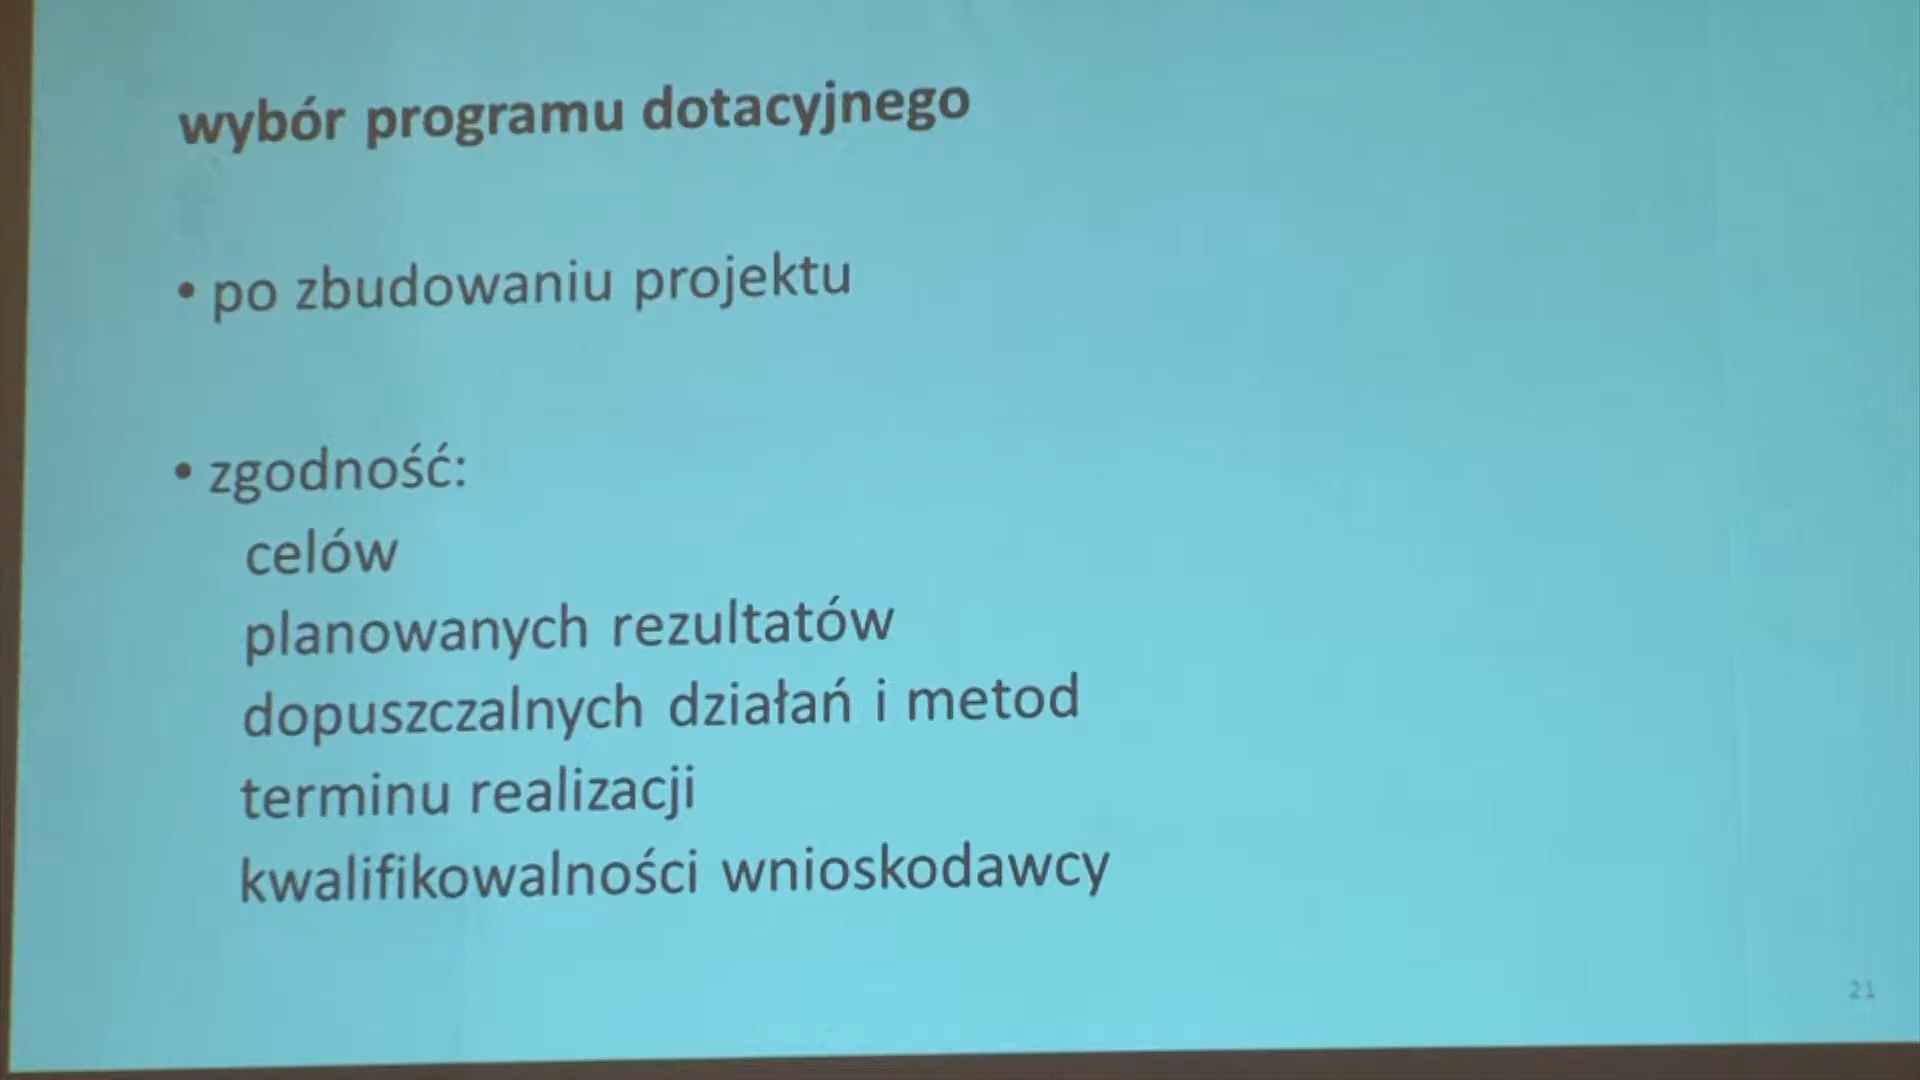 wybór programu dotacyjnego
• po zbudowaniu projektu
• zgodność:
celów
planowanych rezultatów
dopuszczalnych działań i metod
terminu realizacji
kwalifikowalności wnioskodawcy
21